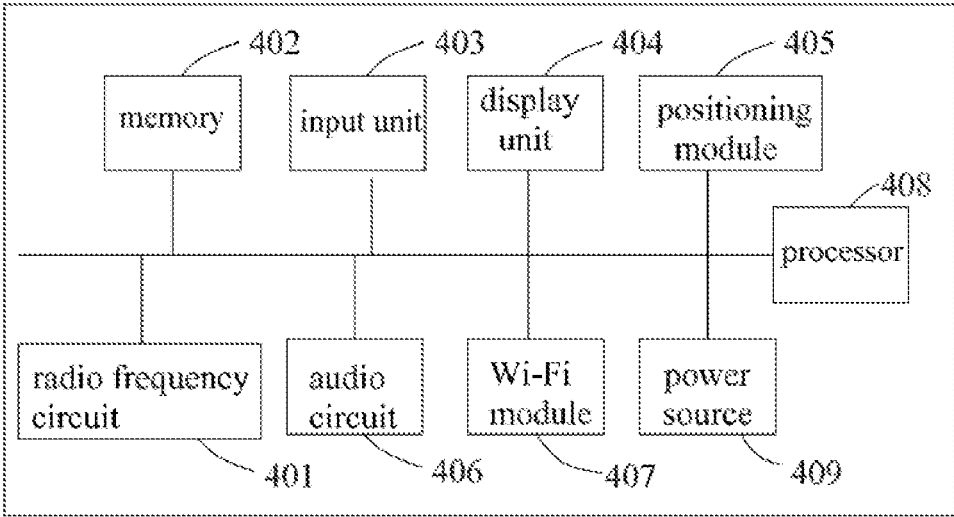 402
403
404
405
memory
input unit
display
unit
positioning
module
408
processor
radio frequency
circuit
audio
circuit
Wi-Fi
module
power
source
401
406
407
409